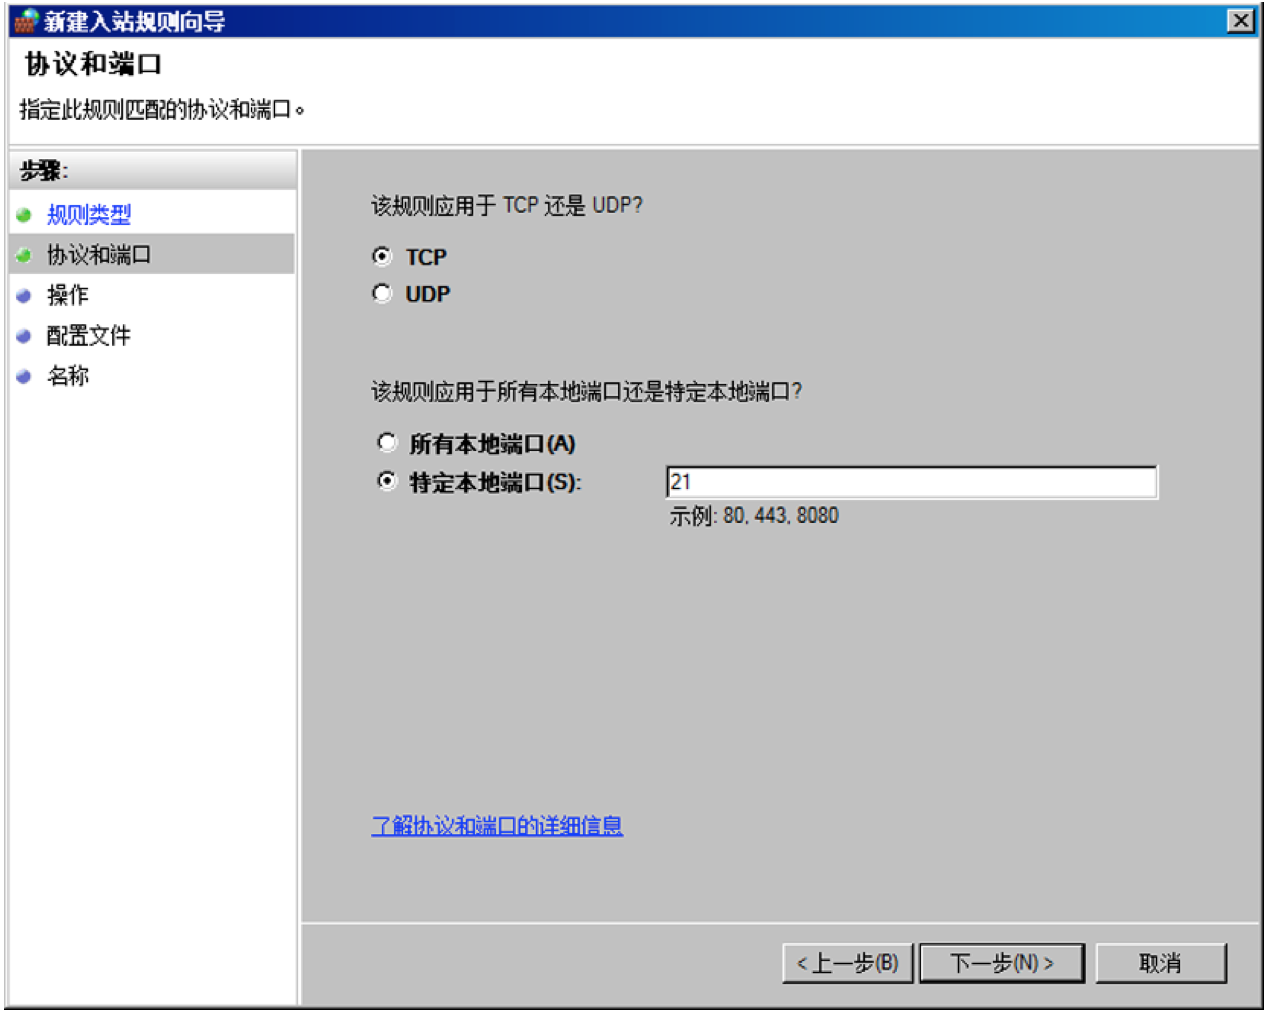 新建入站规则向导
协议和端口
指定此规则匹配的协议和端口。
步骤:
规则类型
协议和端口
操作
配置文件
名称
该规则应用于 TCP 还是 UDP?
TCP
UDP
该规则应用于所有本地端口还是特定本地端口?
所有本地端口(A)
特定本地端口(S):
21
示例: 80, 443, 8080
了解协议和端口的详细信息
< 上一步(B)
下一步(N) >
取消